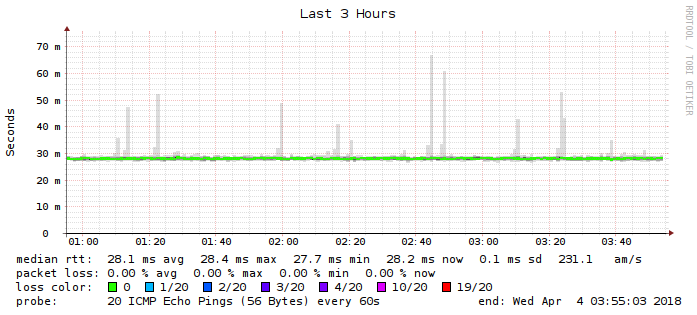 Last 3 Hours
RRDTOOL / TOBI OETIKER
Seconds
70 m
60 m
50 m
40 m
30 m
20 m
10 m
0
01:00 01:20 01:40 02:00 02:20 02:40 03:00 03:20 03:40
median rtt: 28.1 ms avg 28.4 ms max 27.7 ms min 28.2 ms now 0.1 ms sd 231.1 am/s
packet loss: 0.00 % avg 0.00 % max 0.00 % min 0.00 % now
loss color: 0 1/20 2/20 3/20 4/20 10/20 19/20
probe: 20 ICMP Echo Pings (56 Bytes) every 60s end: Wed Apr 4 03:55:03 2018